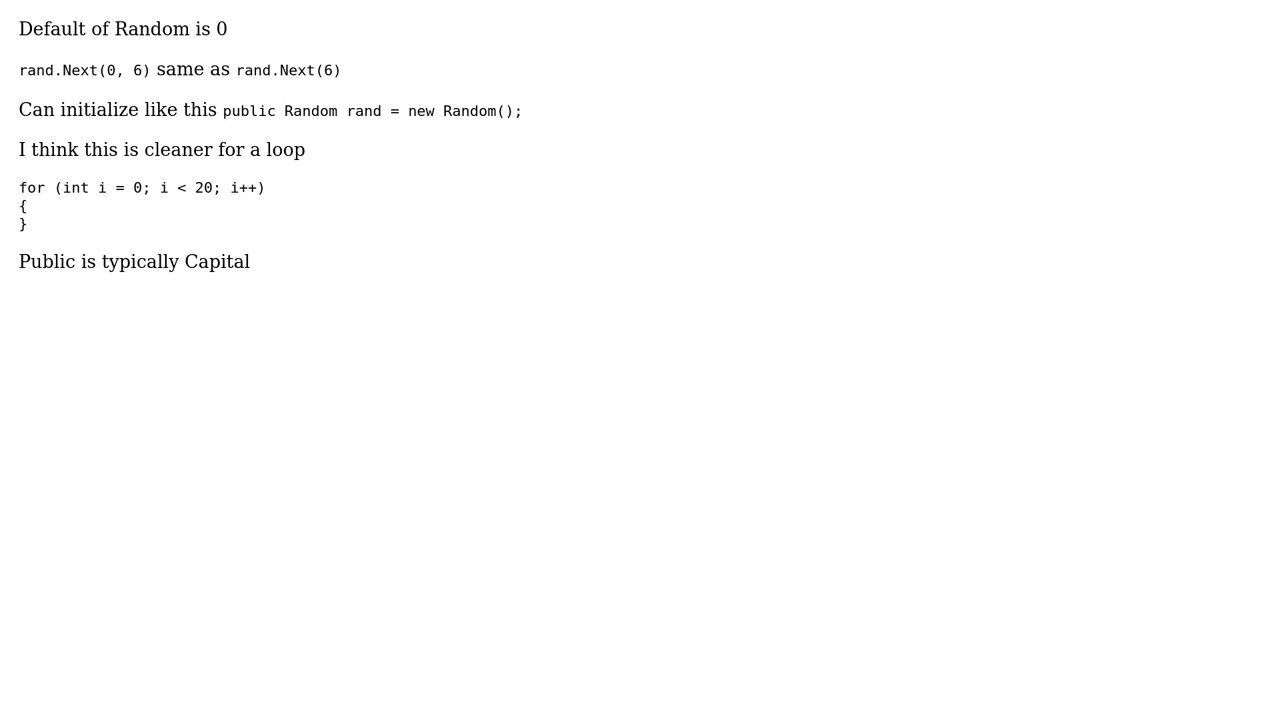 Default of Random is 0
rand.Next(0, 6) same as rand.Next(6)
Can initialize like this public Random rand = new Random();
I think this is cleaner for a loop
for (int i = 0; i < 20; i++)
{
}
Public is typically Capital